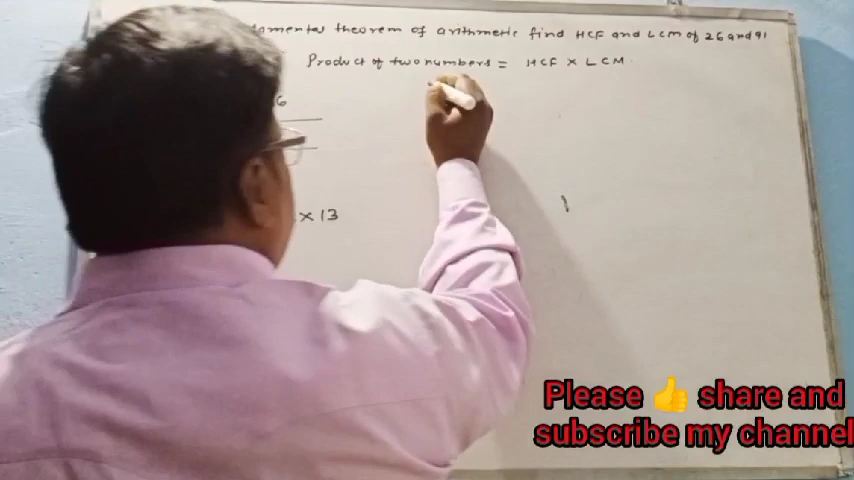 theorem of arithmetic find HCF and LCM of 26 and 91
Product of two numbers = HCF X LCM.
6
x 13
Please 👍 share and
subscribe my channel